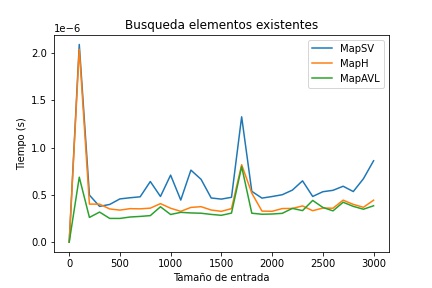 Busqueda elementos existentes
1e−6
MapSV
MapH
MapAVL
Tiempo (s)
2.0
1.5
1.0
0.5
0.0
0 500 1000 1500 2000 2500 3000
Tamaño de entrada